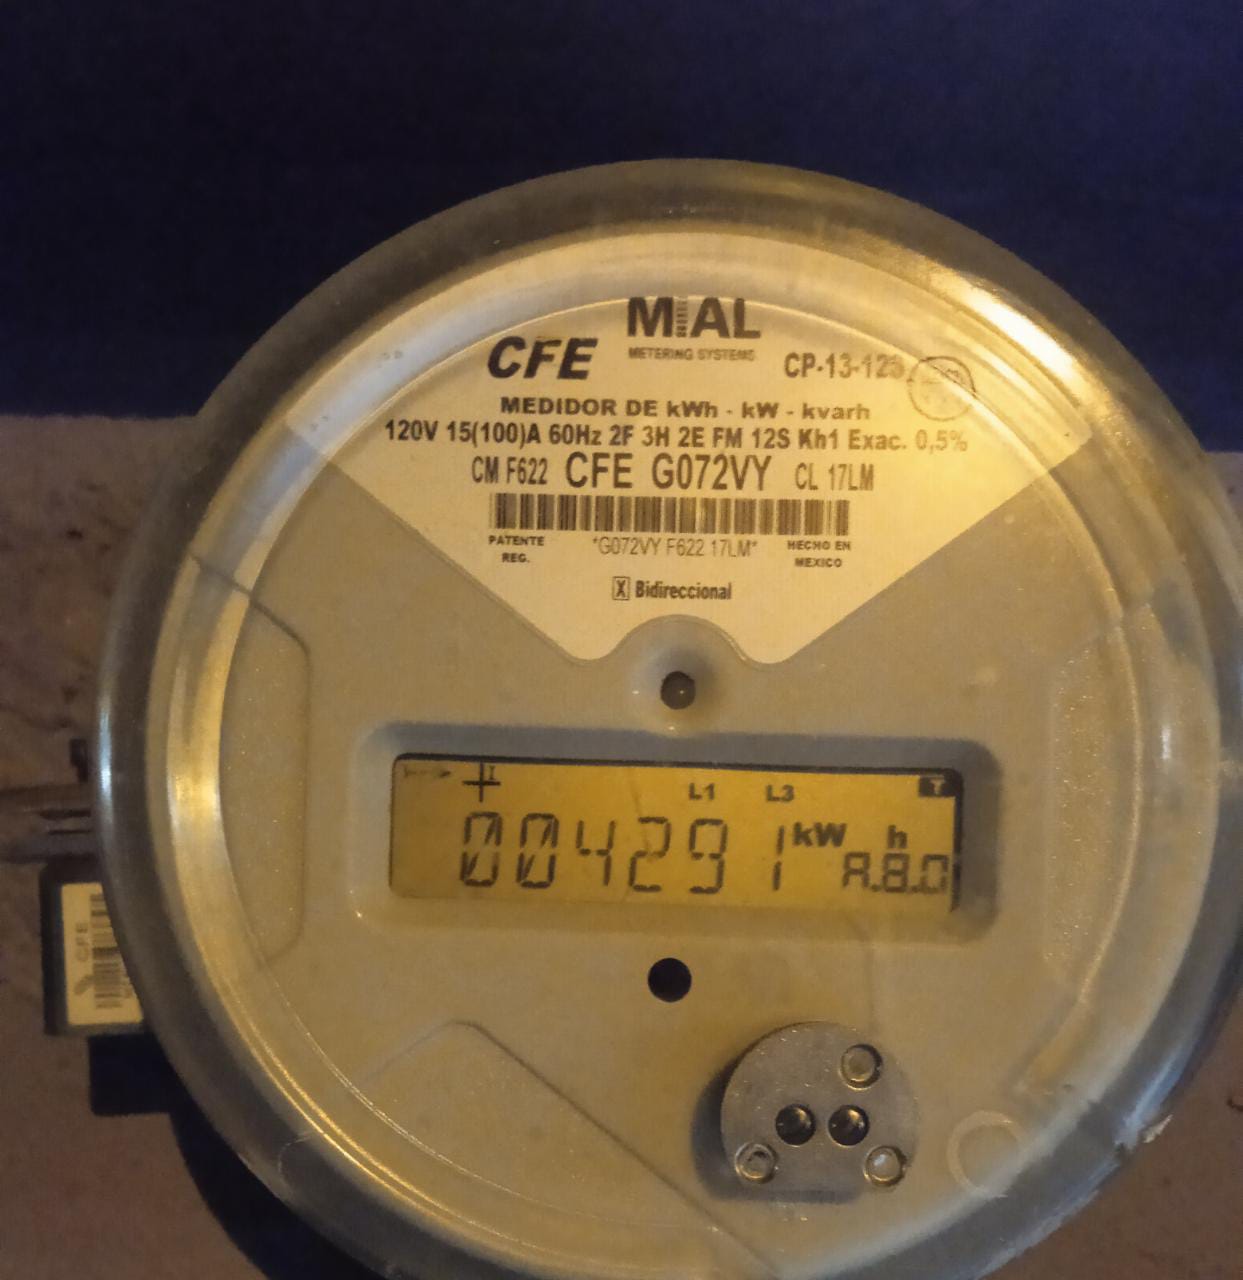 MIAL
METERING SYSTEMS
CFE
CP-13-123
MEDIDOR DE kWh - kW - kvarh
120V 15(100)A 60Hz 2F 3H 2E FM 12S Kh1 Exac. 0,5%
CM F622 CFE G072VY CL 17LM
PATENTE REG.
*G072VY F622 17LM*
HECHO EN MEXICO
X Bidireccional
L1 L3 T
004291 kWh A.8.0
CFE